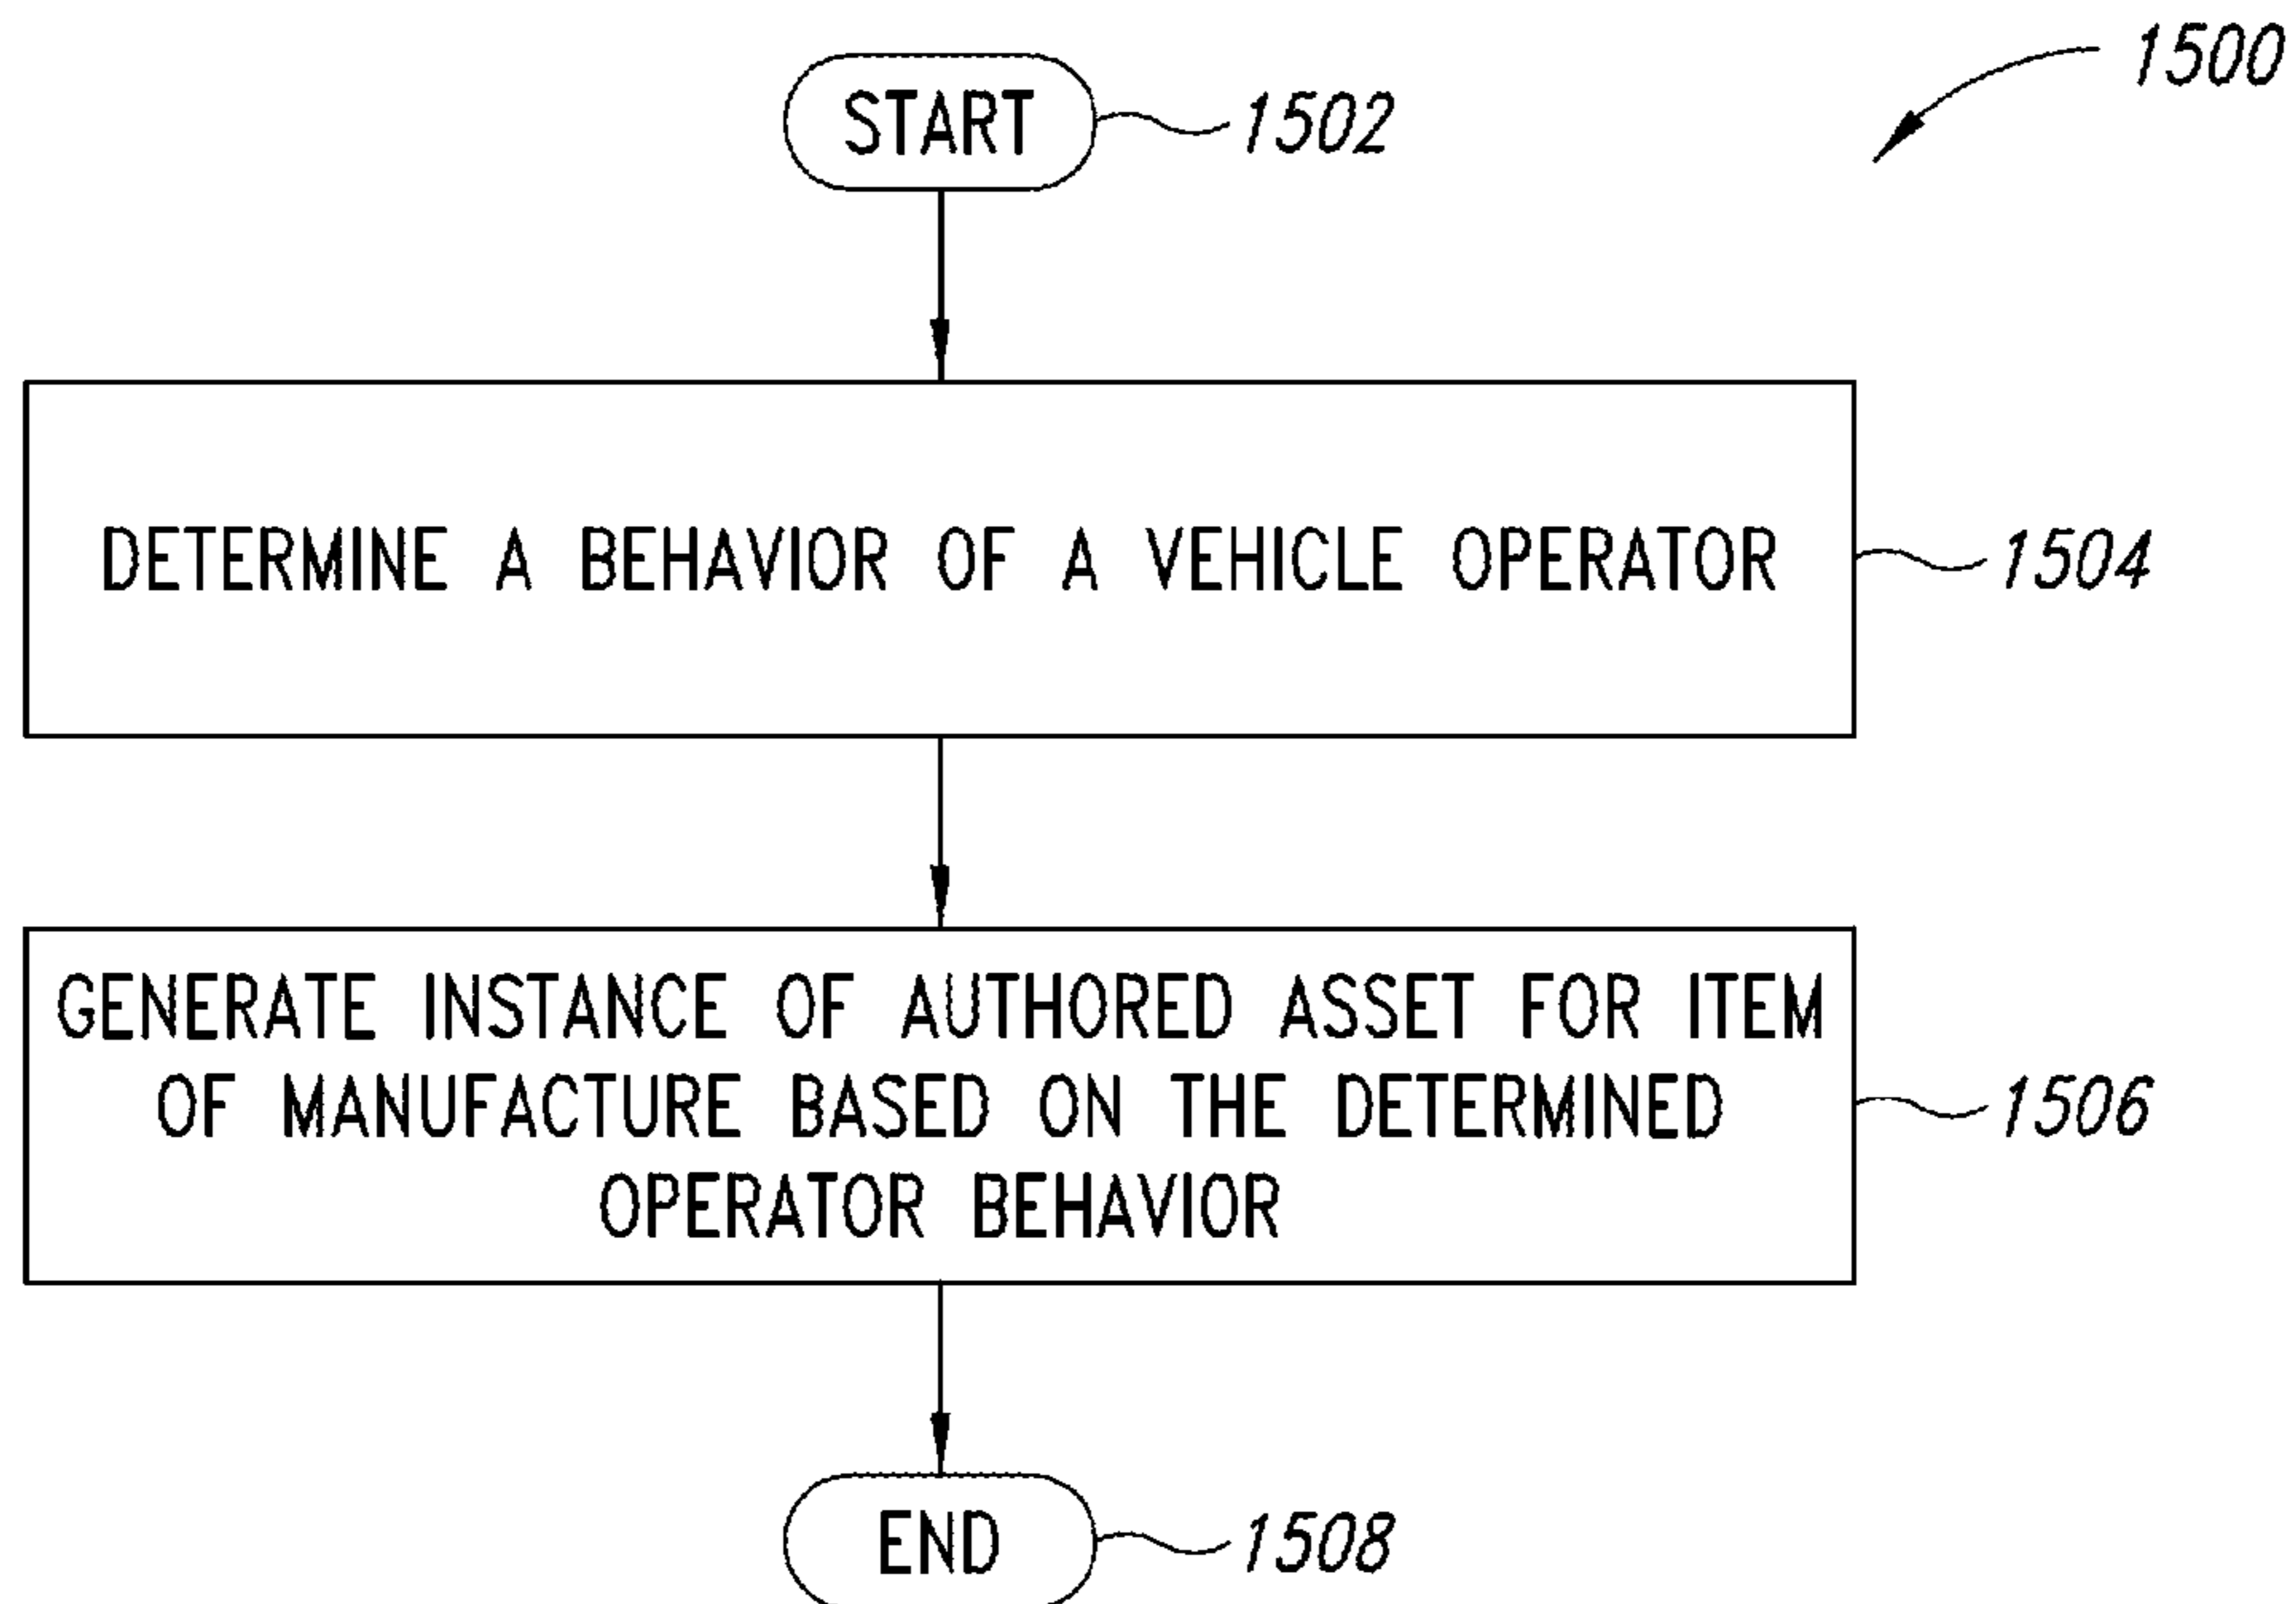 1500
START
1502
DETERMINE A BEHAVIOR OF A VEHICLE OPERATOR
1504
GENERATE INSTANCE OF AUTHORED ASSET FOR ITEM
OF MANUFACTURE BASED ON THE DETERMINED
OPERATOR BEHAVIOR
1506
END
1508